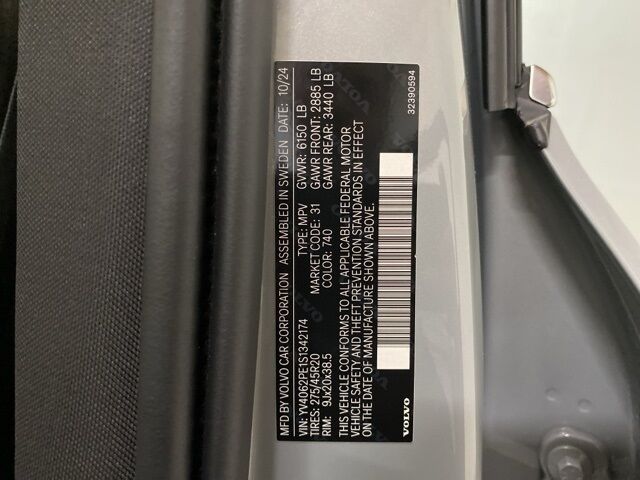 MFD BY VOLVO CAR CORPORATION ASSEMBLED IN SWEDEN DATE: 10/24
VIN: YV4062PE1S1342174 TYPE: MPV GVWR: 6150 LB
TIRES: 275/45R20 MARKET CODE: 31 GAWR FRONT: 2885 LB
RIM: 9Jx20x38.5 COLOR: 740 GAWR REAR: 3440 LB
THIS VEHICLE CONFORMS TO ALL APPLICABLE FEDERAL MOTOR
VEHICLE SAFETY AND THEFT PREVENTION STANDARDS IN EFFECT
ON THE DATE OF MANUFACTURE SHOWN ABOVE.
VOLVO 32390594